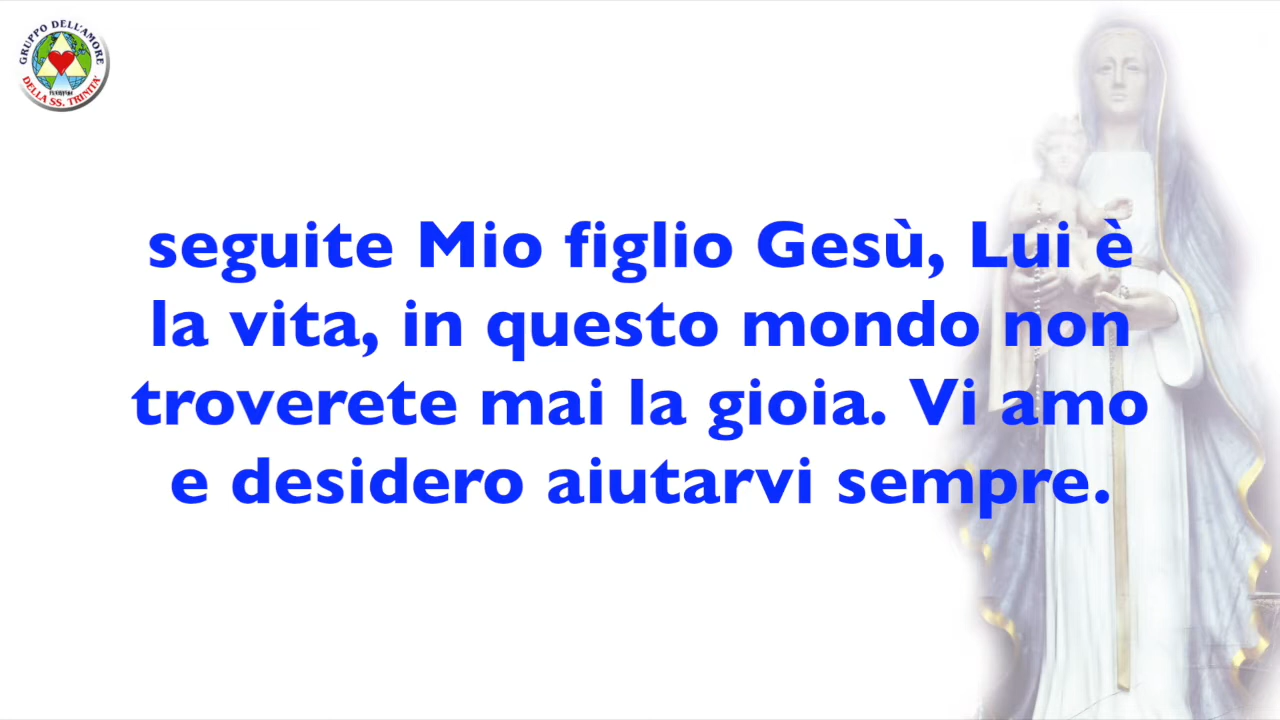 GRUPPO DELL'AMORE
DELLA SS. TRINITA'
seguite Mio figlio Gesù, Lui è
la vita, in questo mondo non
troverete mai la gioia. Vi amo
e desidero aiutarvi sempre.